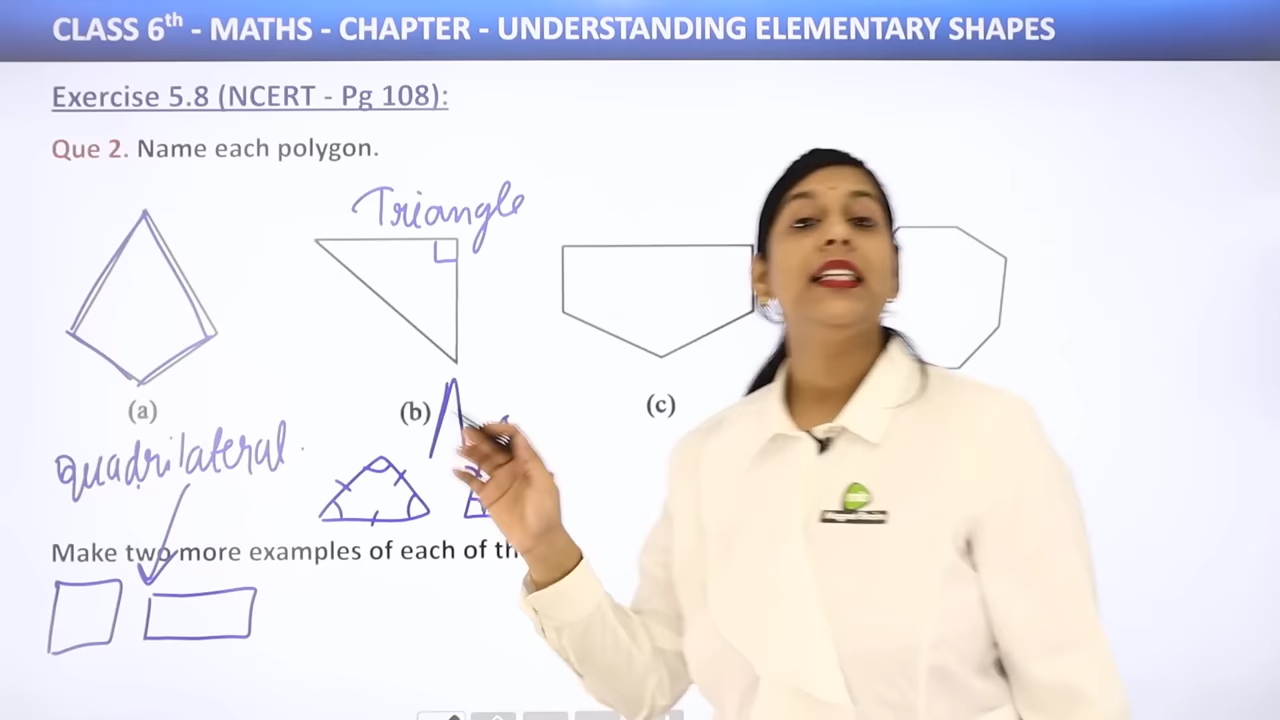 CLASS 6th - MATHS - CHAPTER - UNDERSTANDING ELEMENTARY SHAPES
Exercise 5.8 (NCERT - Pg 108):
Que 2. Name each polygon.
Triangle
(a)
(b)
(c)
quadrilateral
Make two more examples of each of